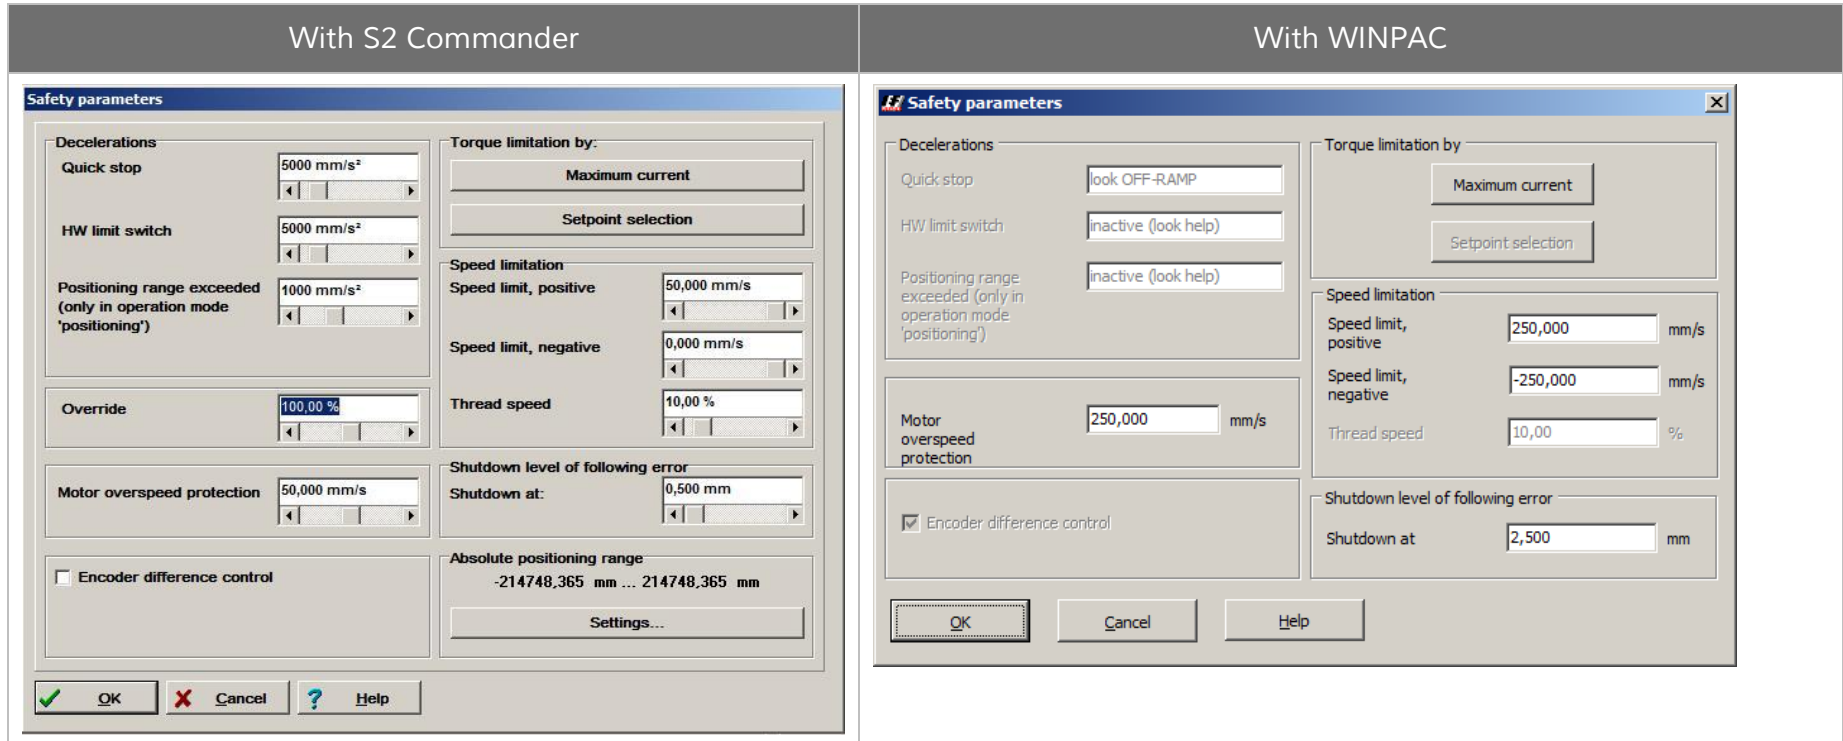 With S2 Commander
With WINPAC
Safety parameters
Decelerations
Quick stop
5000 mm/s²
HW limit switch
5000 mm/s²
Positioning range exceeded
(only in operation mode
'positioning')
1000 mm/s²
Override
100,00 %
Motor overspeed protection
50,000 mm/s
Encoder difference control
Torque limitation by:
Maximum current
Setpoint selection
Speed limitation
Speed limit, positive
50,000 mm/s
Speed limit, negative
0,000 mm/s
Thread speed
10,00 %
Shutdown level of following error
Shutdown at:
0,500 mm
Absolute positioning range
-214748,365 mm ... 214748,365 mm
Settings...
OK
Cancel
Help
Safety parameters
Decelerations
Quick stop
look OFF-RAMP
HW limit switch
inactive (look help)
Positioning range
exceeded (only in
operation mode
'positioning')
inactive (look help)
Motor
overspeed
protection
250,000
mm/s
Encoder difference control
Torque limitation by
Maximum current
Setpoint selection
Speed limitation
Speed limit,
positive
250,000
mm/s
Speed limit,
negative
-250,000
mm/s
Thread speed
10,00
%
Shutdown level of following error
Shutdown at
2,500
mm
OK
Cancel
Help